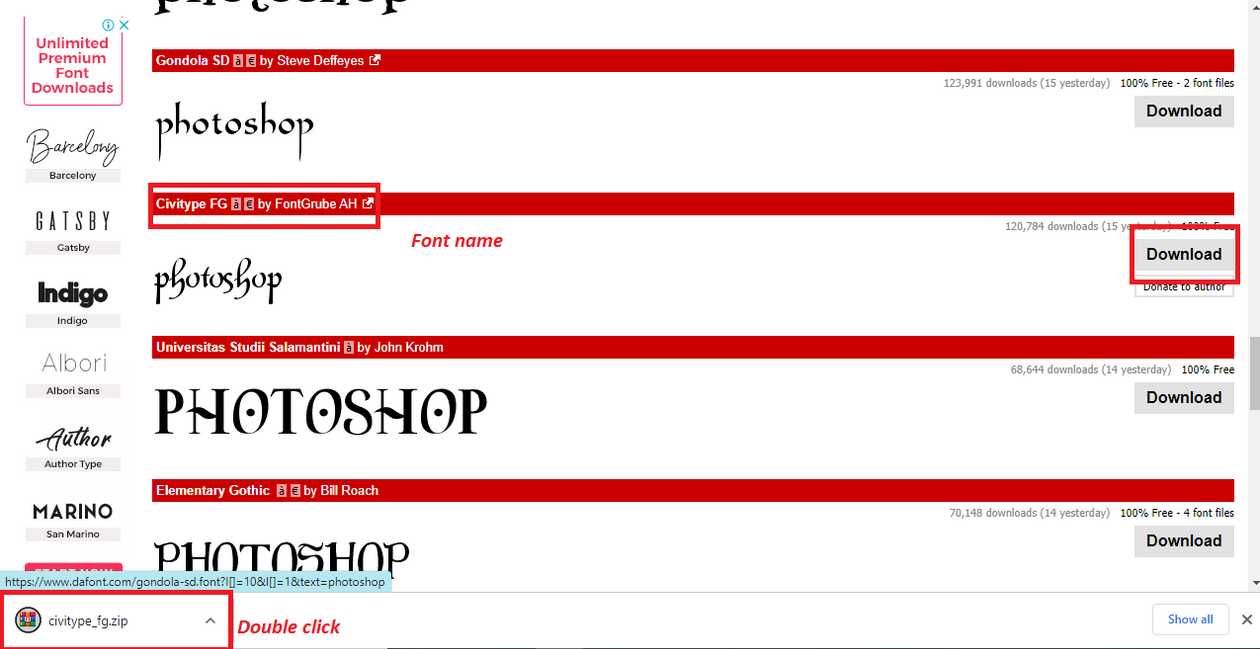 photoshop
Unlimited
Premium
Font
Downloads
Barcelony
Barcelony
GATSBY
Gatsby
Indigo
Indigo
Albori
Albori Sans
Author
Author Type
MARINO
San Marino
START NOW
Gondola SD à € by Steve Deffeyes
123,991 downloads (15 yesterday) 100% Free - 2 font files
Download
photoshop
Civitype FG à € by FontGrube AH
Font name
120,784 downloads (15 yesterday) 100% Free
Download
Donate to author
photoshop
Universitas Studii Salamantini à by John Krohm
68,644 downloads (14 yesterday) 100% Free
Download
PHOTOSHOP
Elementary Gothic à € by Bill Roach
70,148 downloads (14 yesterday) 100% Free - 4 font files
Download
PHOTOSHOP
https://www.dafont.com/gondola-sd.font?l[]=10&l[]=1&text=photoshop
civitype_fg.zip
Double click
Show all